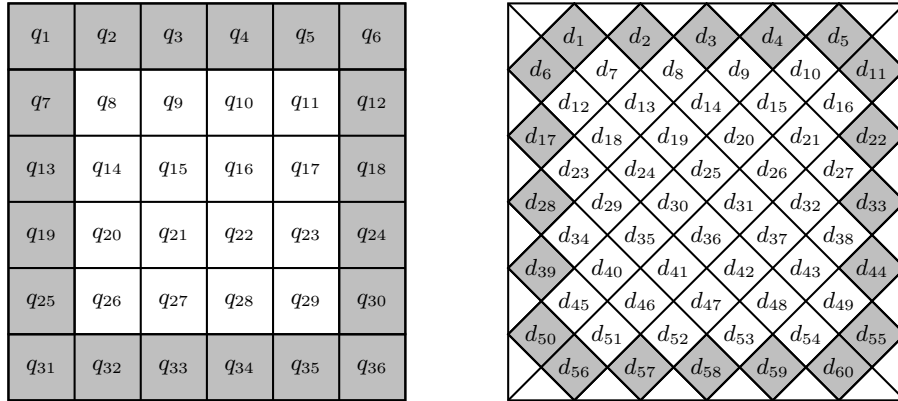 q₁ q₂ q₃ q₄ q₅ q₆
q₇ q₈ q₉ q₁₀ q₁₁ q₁₂
q₁₃ q₁₄ q₁₅ q₁₆ q₁₇ q₁₈
q₁₉ q₂₀ q₂₁ q₂₂ q₂₃ q₂₄
q₂₅ q₂₆ q₂₇ q₂₈ q₂₉ q₃₀
q₃₁ q₃₂ q₃₃ q₃₄ q₃₅ q₃₆
d₁ d₂ d₃ d₄ d₅
d₆ d₇ d₈ d₉ d₁₀ d₁₁
d₁₂ d₁₃ d₁₄ d₁₅ d₁₆
d₁₇ d₁₈ d₁₉ d₂₀ d₂₁ d₂₂
d₂₃ d₂₄ d₂₅ d₂₆ d₂₇
d₂₈ d₂₉ d₃₀ d₃₁ d₃₂ d₃₃
d₃₄ d₃₅ d₃₆ d₃₇ d₃₈
d₃₉ d₄₀ d₄₁ d₄₂ d₄₃ d₄₄
d₄₅ d₄₆ d₄₇ d₄₈ d₄₉
d₅₀ d₅₁ d₅₂ d₅₃ d₅₄ d₅₅
d₅₆ d₅₇ d₅₈ d₅₉ d₆₀